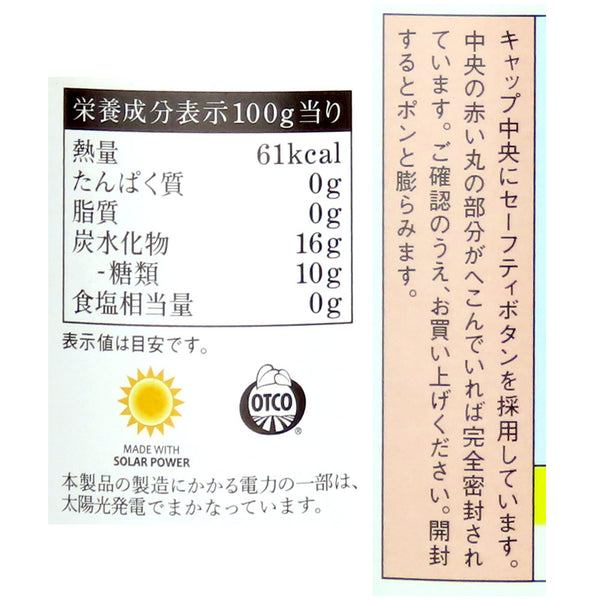 栄養成分表示100g当り
熱量 61kcal
たんぱく質 0g
脂質 0g
炭水化物 16g
-糖類 10g
食塩相当量 0g
表示値は目安です。
MADE WITH
SOLAR POWER
OTCO
®
本製品の製造にかかる電力の一部は、
太陽光発電でまかなっています。
キャップ中央にセーフティボタンを採用しています。
中央の赤い丸の部分がへこんでいれば完全密封され
ています。ご確認のうえ、お買い上げください。開封
するとポンと膨らみます。